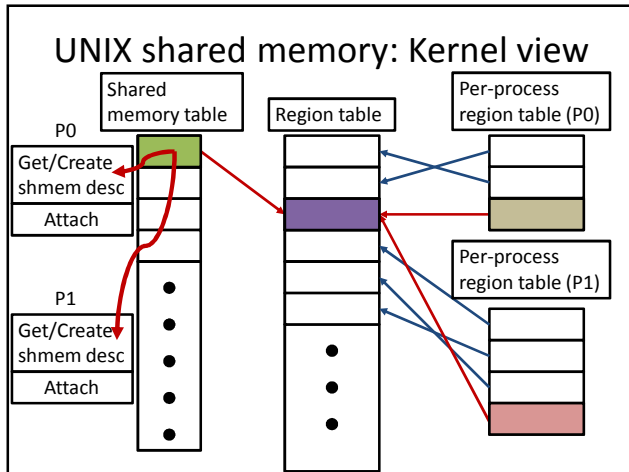 UNIX shared memory: Kernel view
Shared
memory table
Region table
Per-process
region table (P0)
P0
Get/Create
shmem desc
Attach
Per-process
region table (P1)
P1
Get/Create
shmem desc
Attach